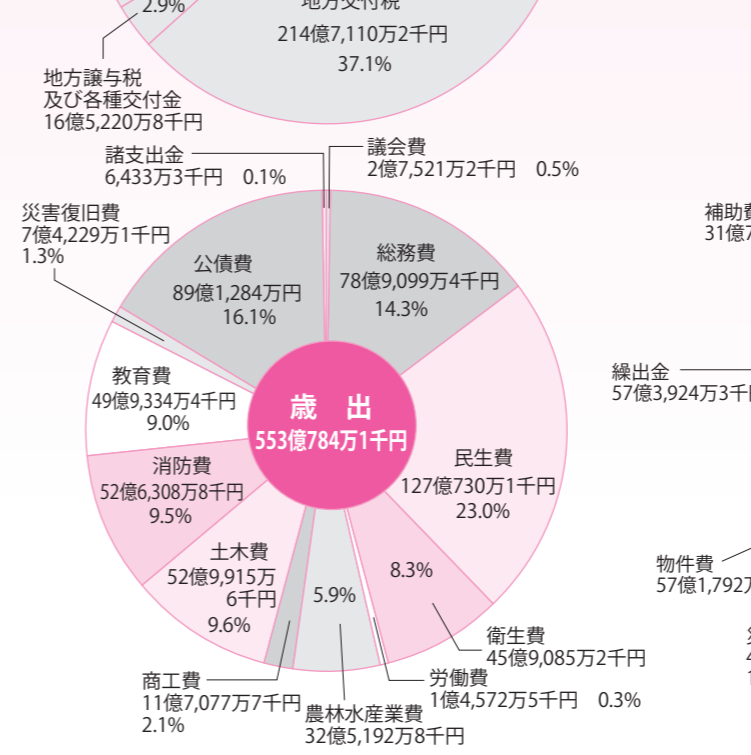 2.9%
地方交付税
214億7,110万2千円
37.1%
地方譲与税
及び各種交付金
16億5,220万8千円
諸支出金
6,433万3千円 0.1%
議会費
2億7,521万2千円 0.5%
災害復旧費
7億4,229万1千円
1.3%
公債費
89億1,284万円
16.1%
総務費
78億9,099万4千円
14.3%
教育費
49億9,334万4千円
9.0%
歳 出
553億784万1千円
消防費
52億6,308万8千円
9.5%
民生費
127億730万1千円
23.0%
土木費
52億9,915万
6千円
9.6%
5.9%
8.3%
衛生費
45億9,085万2千円
労働費
1億4,572万5千円 0.3%
商工費
11億7,077万7千円
2.1%
農林水産業費
32億5,192万8千円
補助費
31億7
繰出金
57億3,924万3千円
物件費
57億1,792万